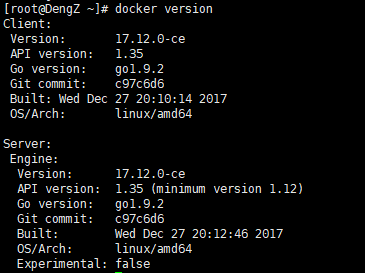 [root@DengZ ~]# docker version
Client:
 Version:       17.12.0-ce
 API version:   1.35
 Go version:    go1.9.2
 Git commit:    c97c6d6
 Built: Wed Dec 27 20:10:14 2017
 OS/Arch:       linux/amd64

Server:
 Engine:
  Version:      17.12.0-ce
  API version:  1.35 (minimum version 1.12)
  Go version:   go1.9.2
  Git commit:   c97c6d6
  Built:        Wed Dec 27 20:12:46 2017
  OS/Arch:      linux/amd64
  Experimental: false